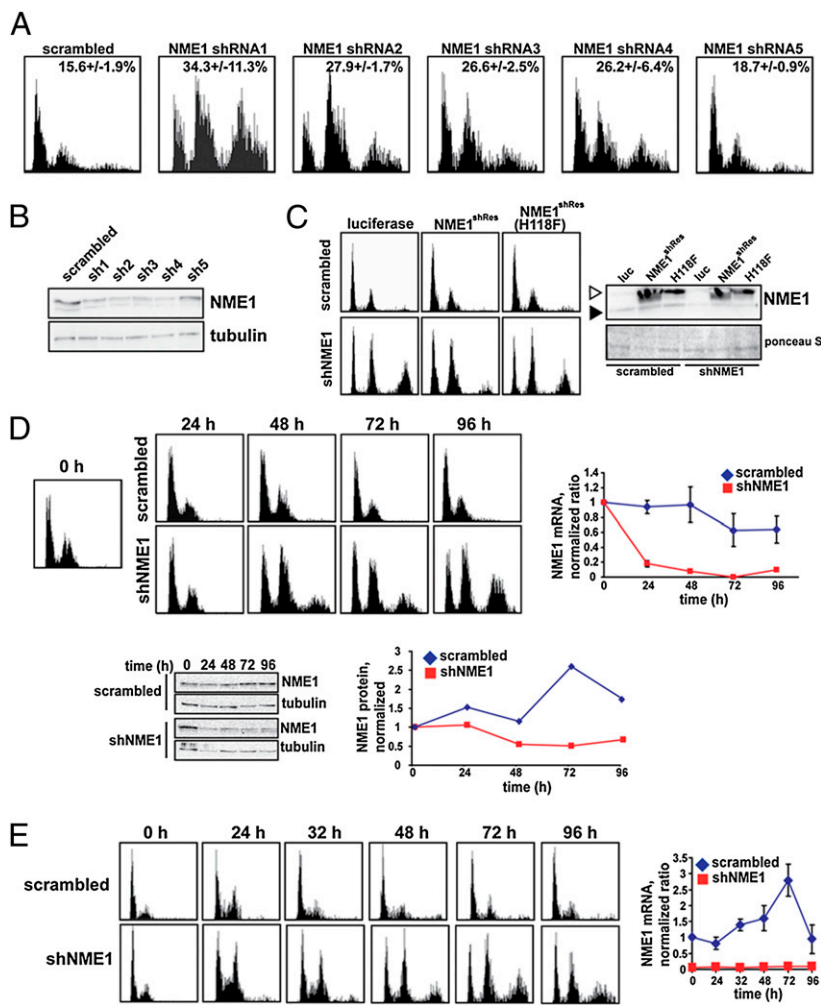 A
scrambled NME1 shRNA1 NME1 shRNA2 NME1 shRNA3 NME1 shRNA4 NME1 shRNA5
15.6+/-1.9% 34.3+/-11.3% 27.9+/-1.7% 26.6+/-2.5% 26.2+/-6.4% 18.7+/-0.9%
B
scrambled sh1 sh2 sh3 sh4 sh5
NME1
tubulin
C
luciferase NME1shRes NME1shRes (H118F)
scrambled
shNME1
luc NME1shRes H118F luc NME1shRes H118F
NME1
ponceau S
scrambled shNME1
D
0 h
24 h 48 h 72 h 96 h
scrambled
shNME1
NME1 mRNA, normalized ratio
1.4
1.2
1
0.8
0.6
0.4
0.2
0
scrambled
shNME1
0 24 48 72 96
time (h)
time (h) 0 24 48 72 96
scrambled
NME1
tubulin
shNME1
NME1
tubulin
NME1 protein, normalized
3
2.5
2
1.5
1
0.5
0
scrambled
shNME1
0 24 48 72 96
time (h)
E
0 h 24 h 32 h 48 h 72 h 96 h
scrambled
shNME1
NME1 mRNA, normalized ratio
3.5
3
2.5
2
1.5
1
0.5
0
scrambled
shNME1
0 24 32 48 72 96
time (h)